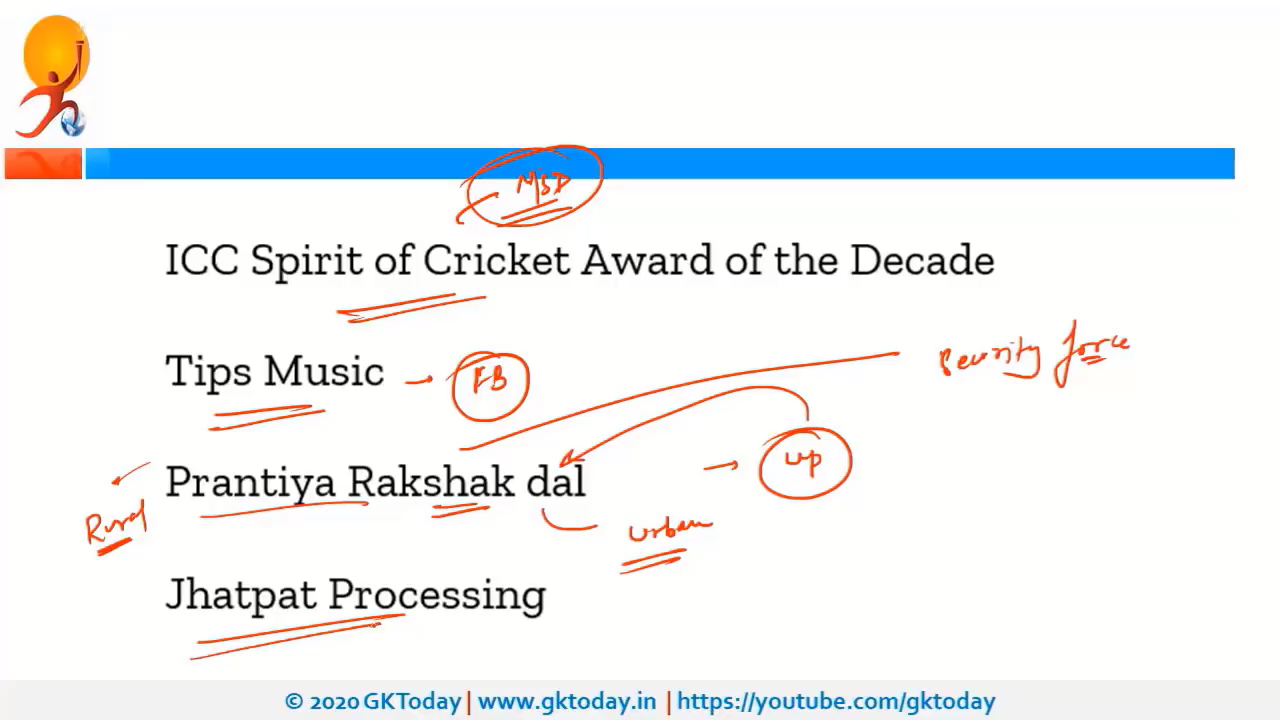 MSD
ICC Spirit of Cricket Award of the Decade
Security force
Tips Music
FB
Prantiya Rakshak dal
UP
Rural
urban
Jhatpat Processing
© 2020 GKToday | www.gktoday.in | https://youtube.com/gktoday